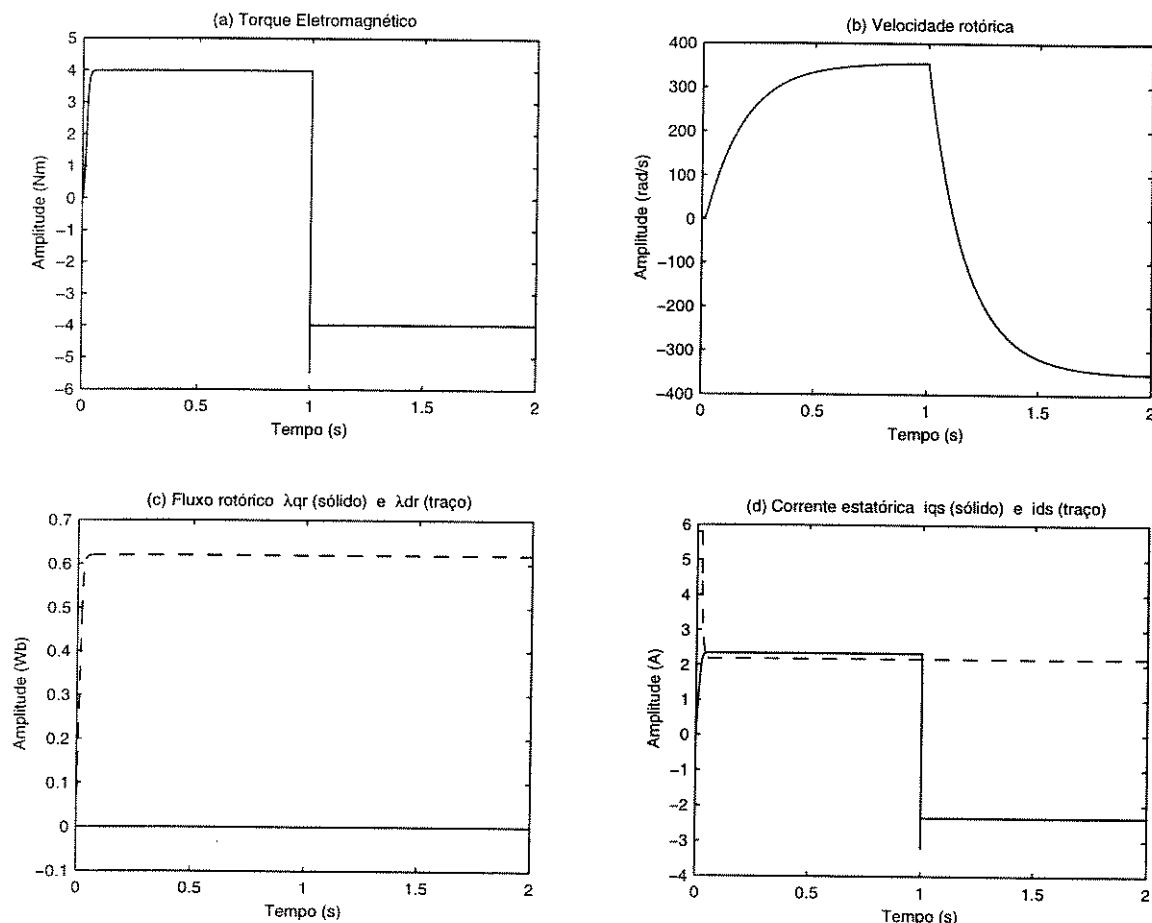 (a) Torque Eletromagnético
5
4
3
2
1
0
−1
−2
−3
−4
−5
−6
Amplitude (Nm)
0 0.5 1 1.5 2
Tempo (s)
(b) Velocidade rotórica
400
300
200
100
0
−100
−200
−300
−400
Amplitude (rad/s)
0 0.5 1 1.5 2
Tempo (s)
(c) Fluxo rotórico λqr (sólido) e λdr (traço)
0.7
0.6
0.5
0.4
0.3
0.2
0.1
0
−0.1
Amplitude (Wb)
0 0.5 1 1.5 2
Tempo (s)
(d) Corrente estatórica iqs (sólido) e ids (traço)
6
5
4
3
2
1
0
−1
−2
−3
−4
Amplitude (A)
0 0.5 1 1.5 2
Tempo (s)